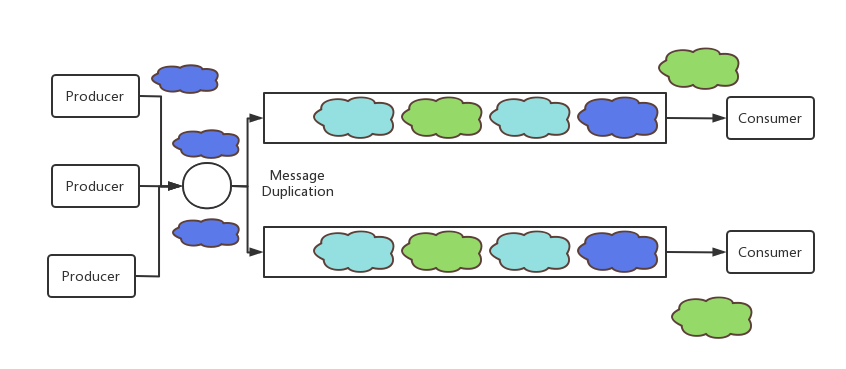 Producer
Consumer
Producer
Message
Duplication
Producer
Consumer